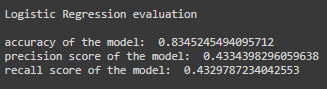 Logistic Regression evaluation
accuracy of the model:  0.8345245494095712
precision score of the model:  0.4334398296059638
recall score of the model:  0.4329787234042553